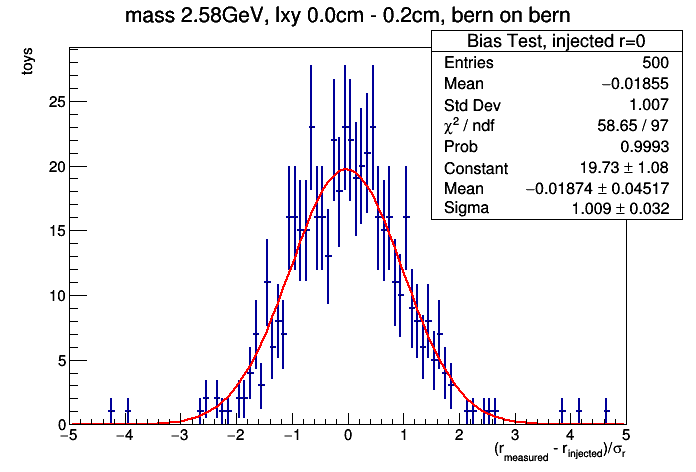 mass 2.58GeV, lxy 0.0cm - 0.2cm, bern on bern
toys
Bias Test, injected r=0
Entries 500
Mean −0.01855
Std Dev 1.007
χ² / ndf 58.65 / 97
Prob 0.9993
Constant 19.73 ± 1.08
Mean −0.01874 ± 0.04517
Sigma 1.009 ± 0.032
25
20
15
10
5
0
−5 −4 −3 −2 −1 0 1 2 3 4 5
(r_measured - r_injected)/σ_r